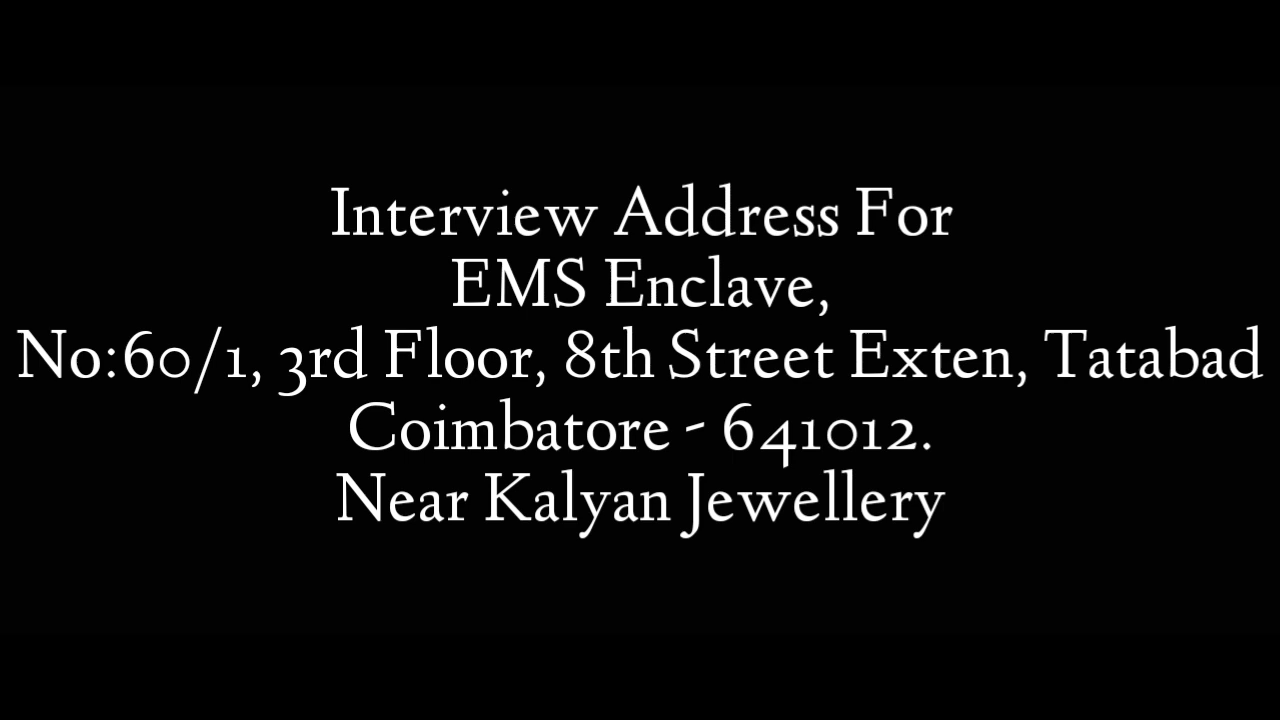 Interview Address For
EMS Enclave,
No:60/1, 3rd Floor, 8th Street Exten, Tatabad
Coimbatore - 641012.
Near Kalyan Jewellery